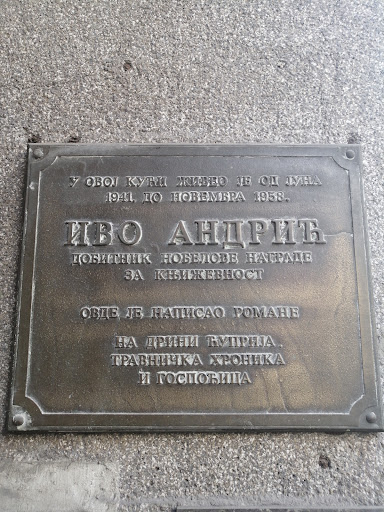 У ОВОЈ КУЋИ ЖИВЕО ЈЕ ОД ЈУНА
1941. ДО НОВЕМБРА 1958.
ИВО АНДРИЋ
ДОБИТНИК НОБЕЛОВЕ НАГРАДЕ
ЗА КЊИЖЕВНОСТ
ОВДЕ ЈЕ НАПИСАО РОМАНЕ
НА ДРИНИ ЋУПРИЈА,
ТРАВНИЧКА ХРОНИКА
И ГОСПОЂИЦА